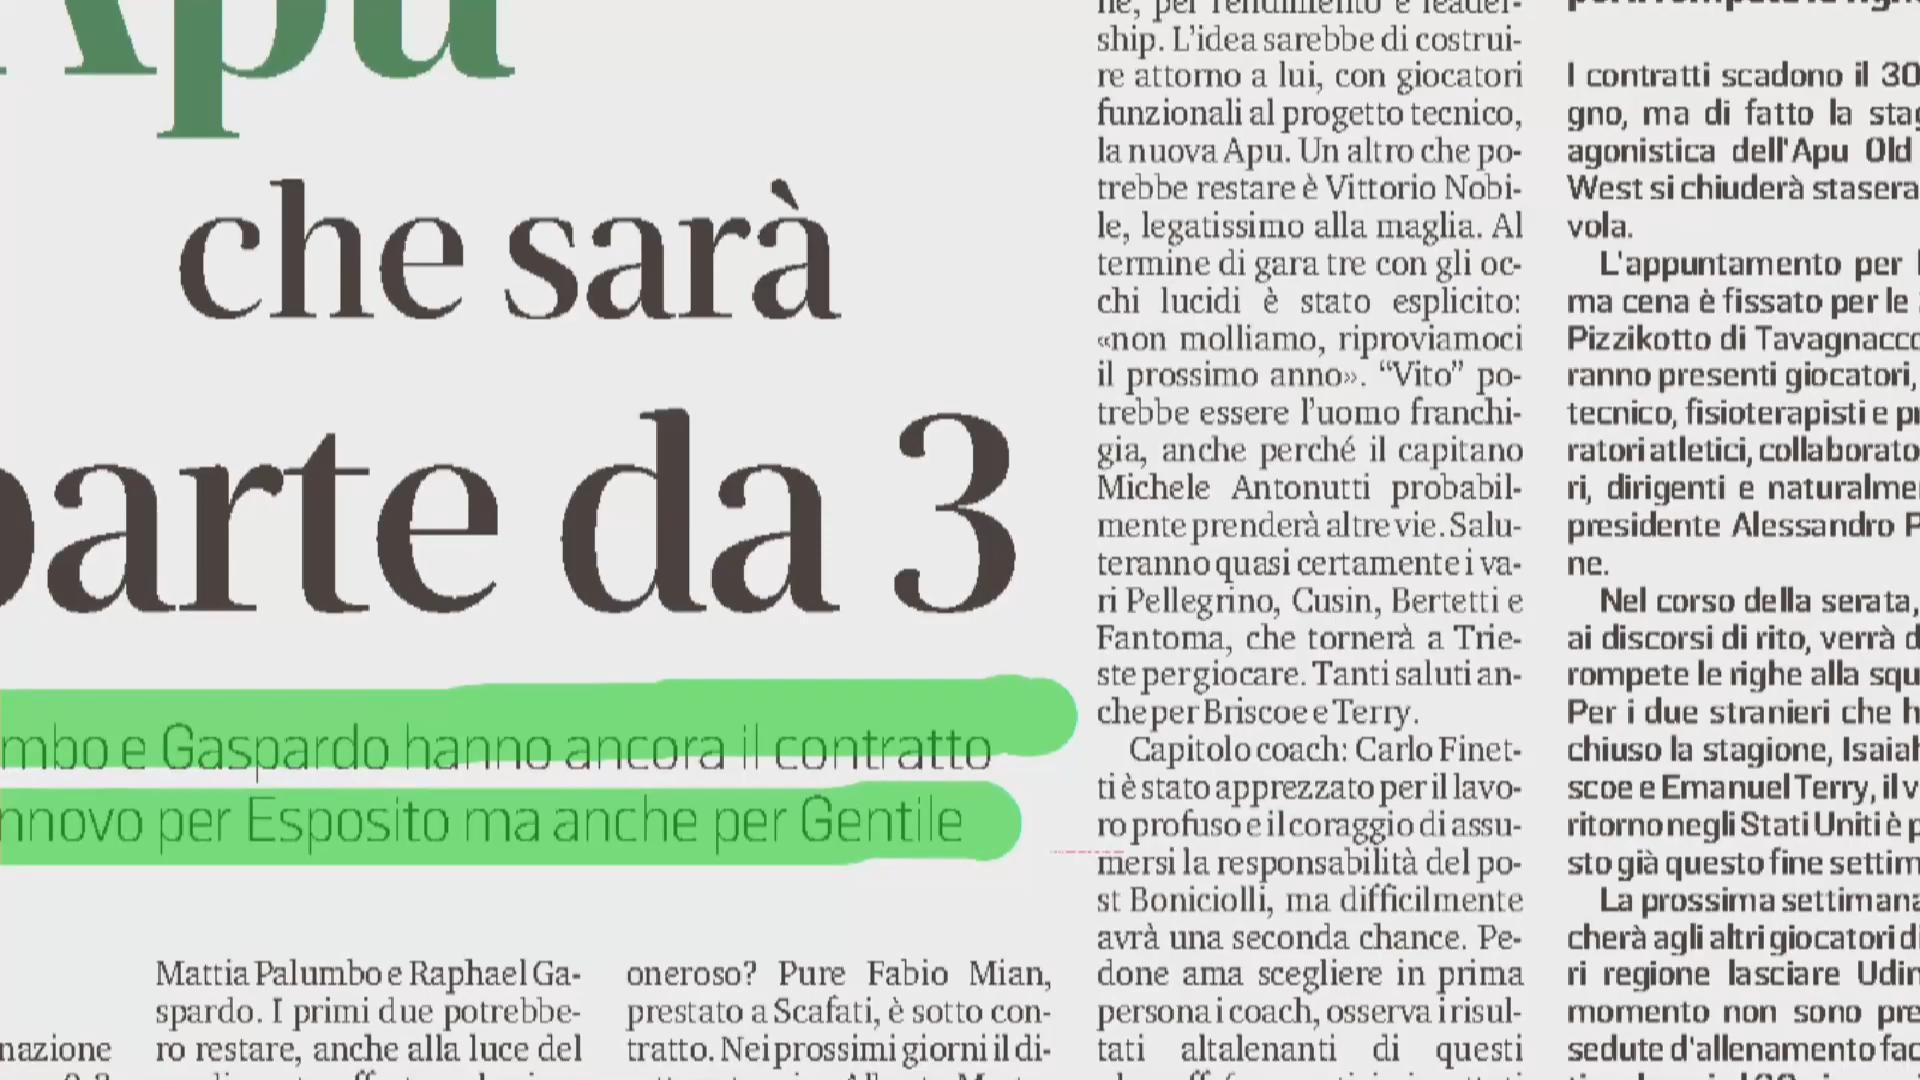 Apu
che sarà
parte da 3
mbo e Gaspardo hanno ancora il contratto
nnovo per Esposito ma anche per Gentile
nazione
Mattia Palumbo e Raphael Ga-
spardo. I primi due potrebbe-
ro restare, anche alla luce del
oneroso? Pure Fabio Mian,
prestato a Scafati, è sotto con-
tratto. Nei prossimi giorni il di-
ne, per rendimento e leader-
ship. L'idea sarebbe di costrui-
re attorno a lui, con giocatori
funzionali al progetto tecnico,
la nuova Apu. Un altro che po-
trebbe restare è Vittorio Nobi-
le, legatissimo alla maglia. Al
termine di gara tre con gli oc-
chi lucidi è stato esplicito:
«non molliamo, riproviamoci
il prossimo anno». “Vito” po-
trebbe essere l'uomo franchi-
gia, anche perché il capitano
Michele Antonutti probabil-
mente prenderà altre vie. Salu-
teranno quasi certamente i va-
ri Pellegrino, Cusin, Bertetti e
Fantoma, che tornerà a Trie-
ste per giocare. Tanti saluti an-
che per Briscoe e Terry.
Capitolo coach: Carlo Finet-
ti è stato apprezzato per il lavo-
ro profuso e il coraggio di assu-
mersi la responsabilità del po-
st Boniciolli, ma difficilmente
avrà una seconda chance. Pe-
done ama scegliere in prima
persona i coach, osserva i risul-
tati altalenanti di questi
I contratti scadono il 30
gno, ma di fatto la stag
agonistica dell'Apu Old
West si chiuderà stasera
vola.
L'appuntamento per l
ma cena è fissato per le
Pizzikotto di Tavagnacco
ranno presenti giocatori,
tecnico, fisioterapisti e pr
ratori atletici, collaborato
ri, dirigenti e naturalme
presidente Alessandro P
ne.
Nel corso della serata,
ai discorsi di rito, verrà d
rompete le righe alla squ
Per i due stranieri che h
chiuso la stagione, Isaiah
scoe e Emanuel Terry, il v
ritorno negli Stati Uniti è p
sto già questo fine settim
La prossima settimana
cherà agli altri giocatori d
ri regione lasciare Udin
momento non sono pre
sedute d'allenamento fac